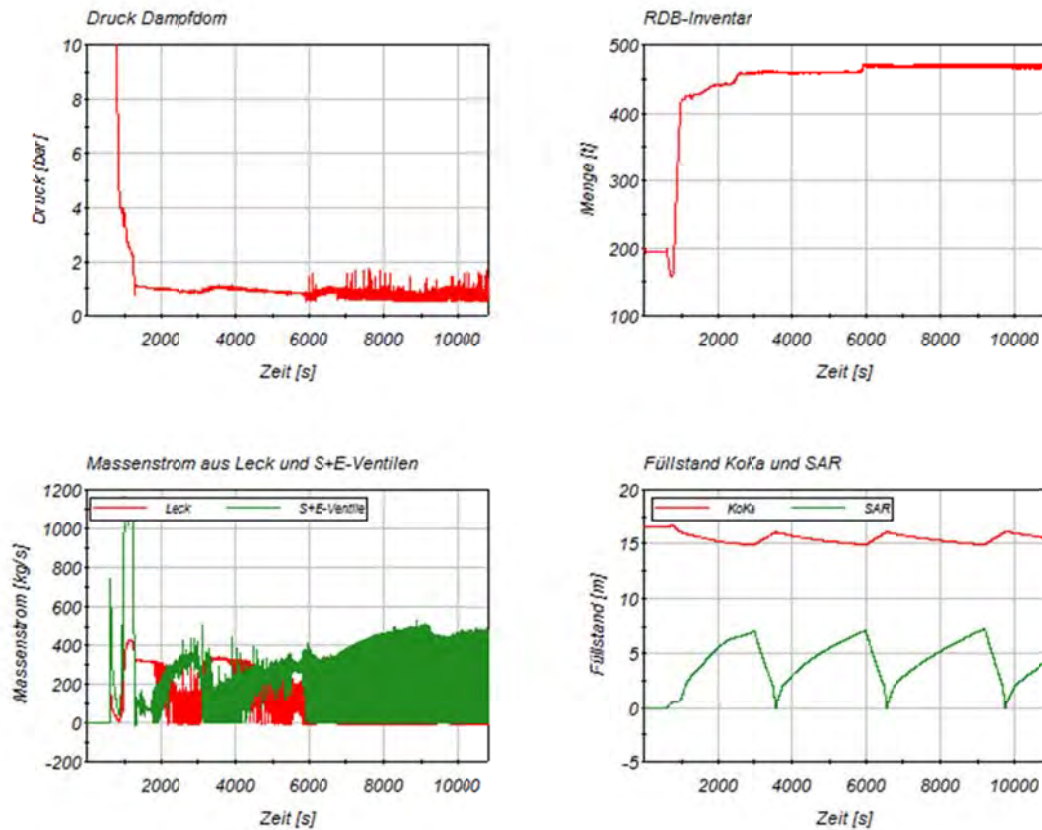 Druck Dampfdom
10
8
6
4
2
0
Druck [bar]
2000 4000 6000 8000 10000
Zeit [s]
RDB-Inventar
500
400
300
200
100
Menge [t]
2000 4000 6000 8000 10000
Zeit [s]
Massenstrom aus Leck und S+E-Ventilen
1200
1000
800
600
400
200
0
-200
Massenstrom [kg/s]
Leck S+E-Ventile
2000 4000 6000 8000 10000
Zeit [s]
Füllstand KoKa und SAR
20
15
10
5
0
-5
Füllstand [m]
KoKa SAR
2000 4000 6000 8000 10000
Zeit [s]